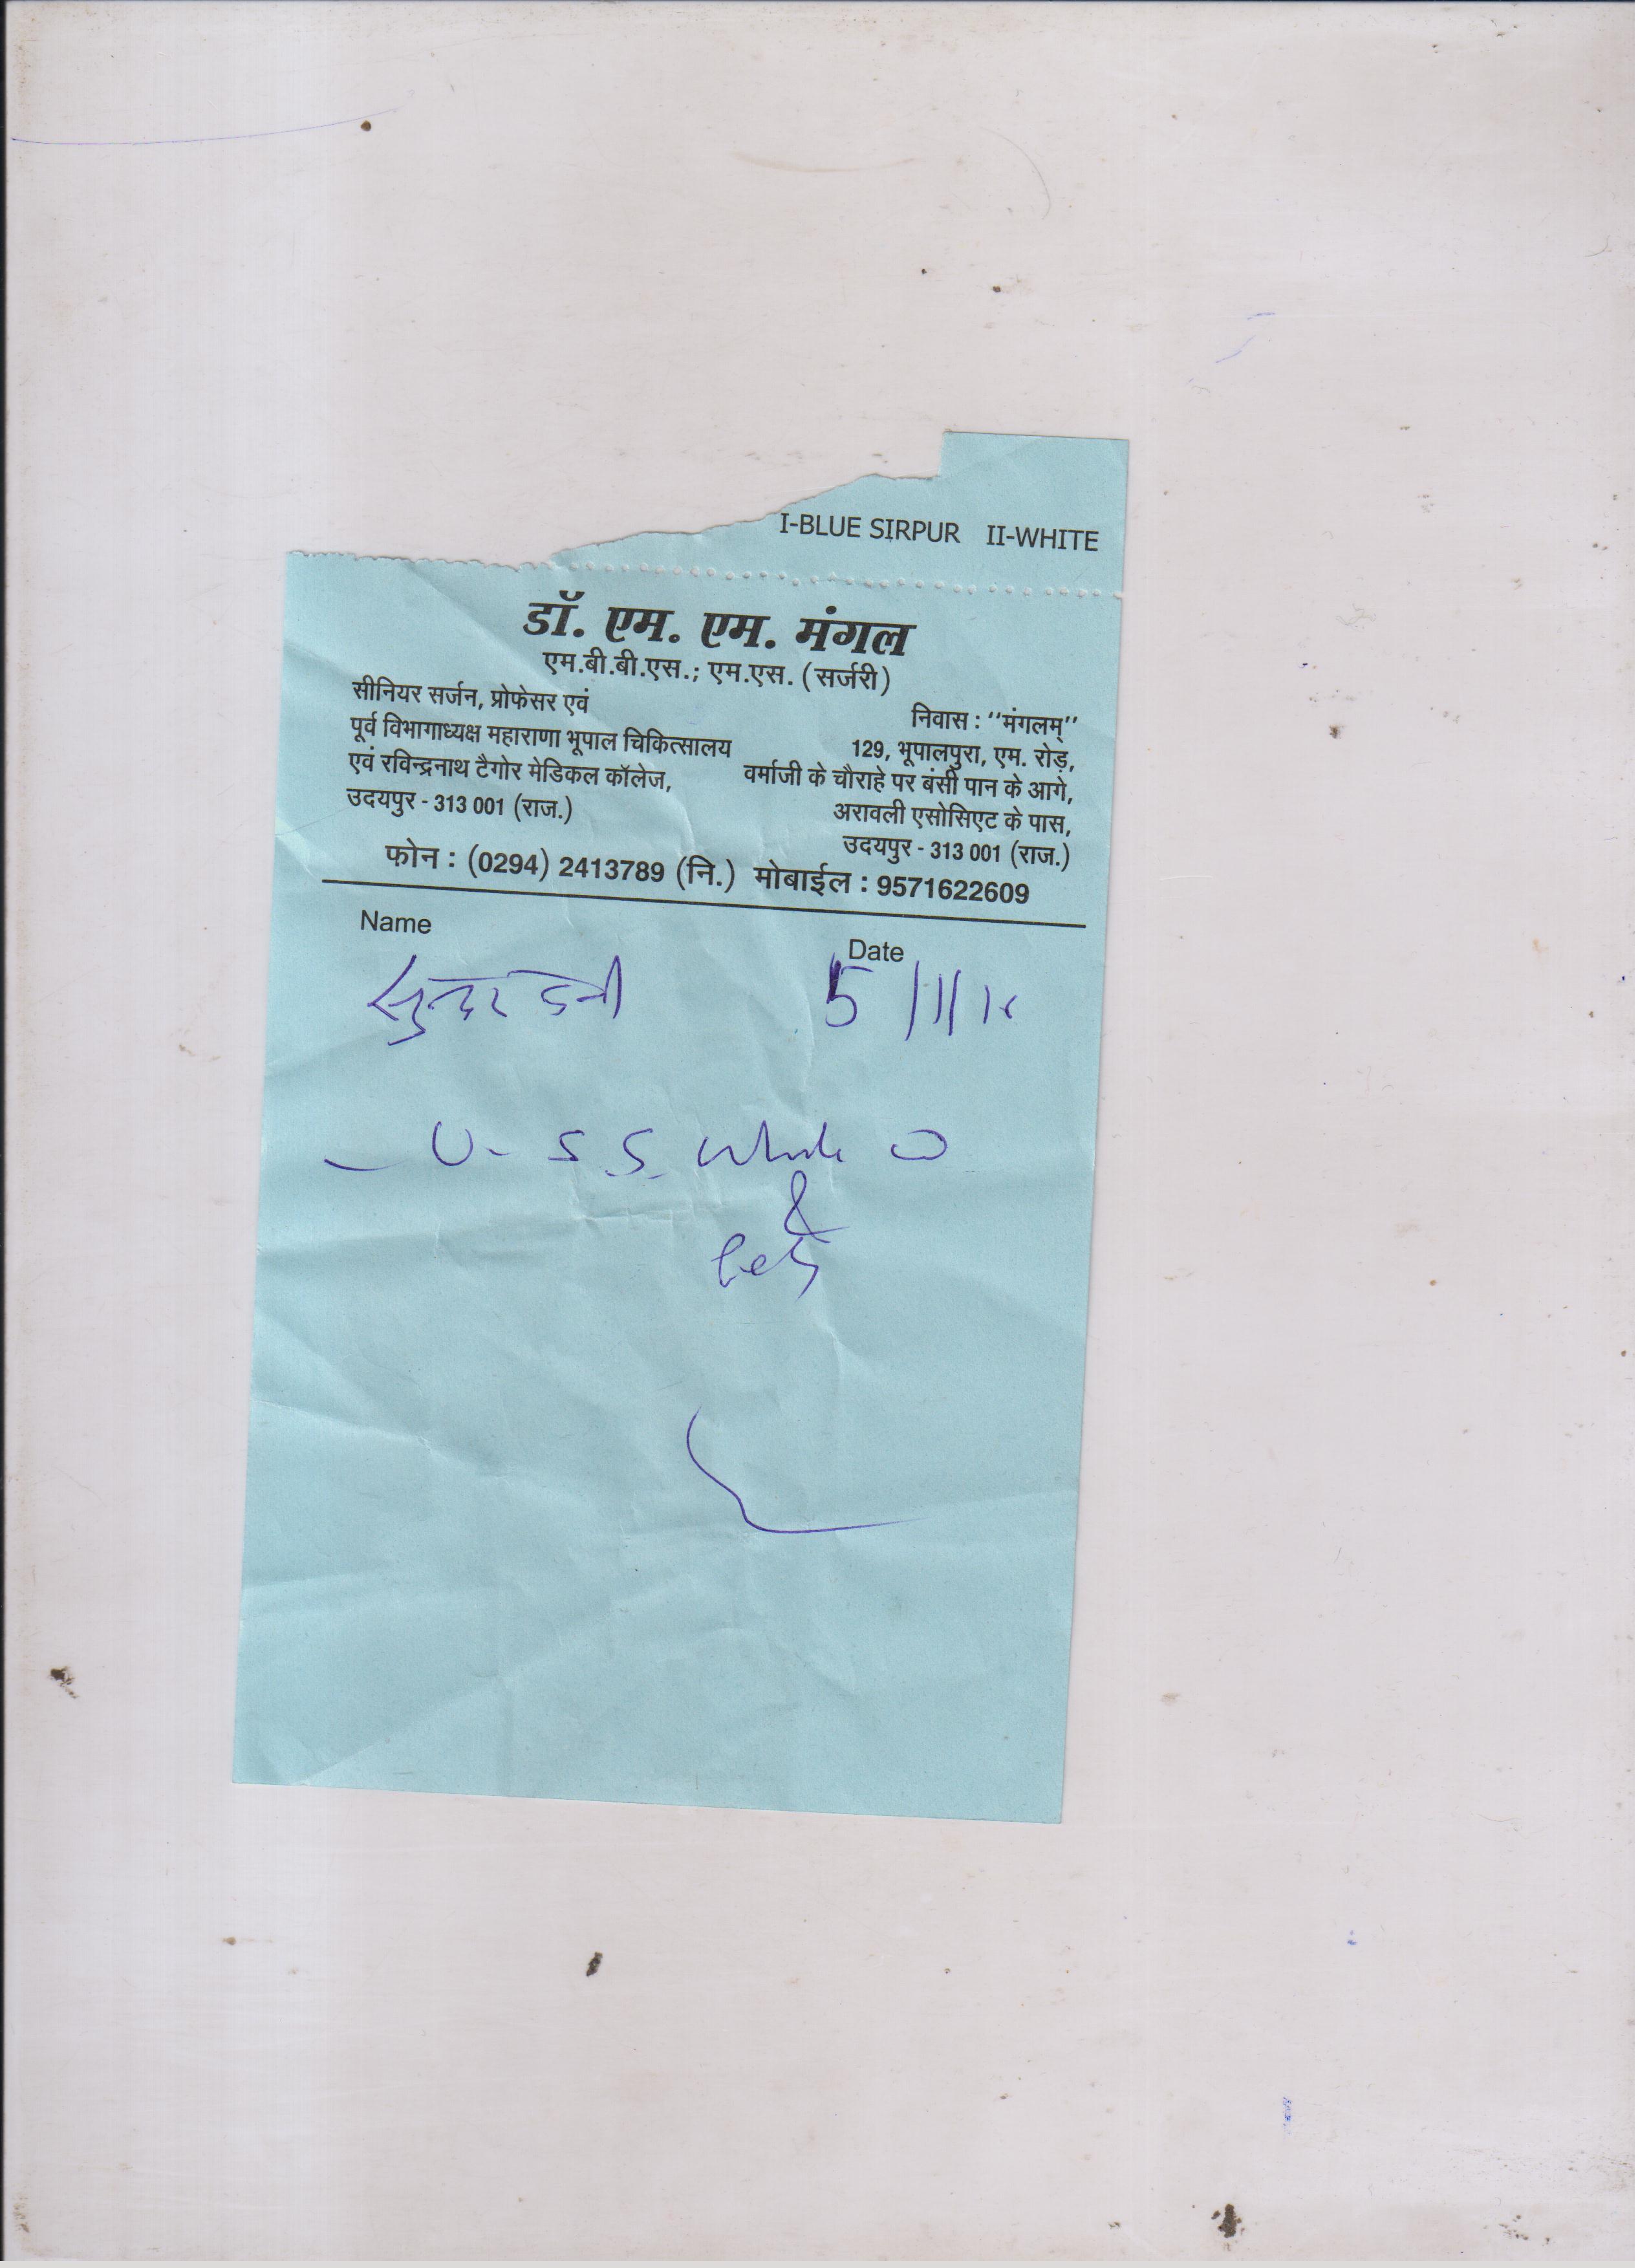 I-BLUE SIRPUR II-WHITE
डॉ. एम. एम. मंगल
एम.बी.बी.एस.; एम.एस. (सर्जरी)
सीनियर सर्जन, प्रोफेसर एवं
पूर्व विभागाध्यक्ष महाराणा भूपाल चिकित्सालय
एवं रविन्द्रनाथ टैगोर मेडिकल कॉलेज,
उदयपुर - 313 001 (राज.)
निवास : ''मंगलम्''
129, भूपालपुरा, एम. रोड़,
वर्माजी के चौराहे पर बंसी पान के आगे,
अरावली एसोसिएट के पास,
उदयपुर - 313 001 (राज.)
फोन : (0294) 2413789 (नि.) मोबाईल : 9571622609
Name
Date
सुन्दर
5/11/
U- S.S. Whole
&